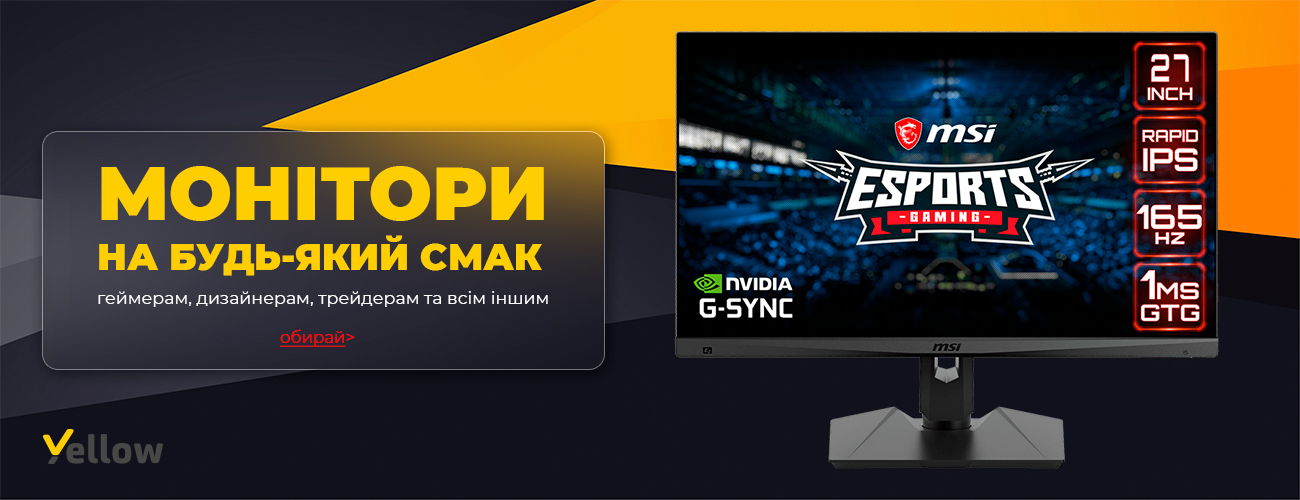 МОНІТОРИ
НА БУДЬ-ЯКИЙ СМАК
геймерам, дизайнерам, трейдерам та всім іншим
обирай>
Yellow
msi
ESPORTS
-GAMING-
NVIDIA
G-SYNC
27
INCH
RAPID
IPS
165
HZ
1MS
GTG
msi